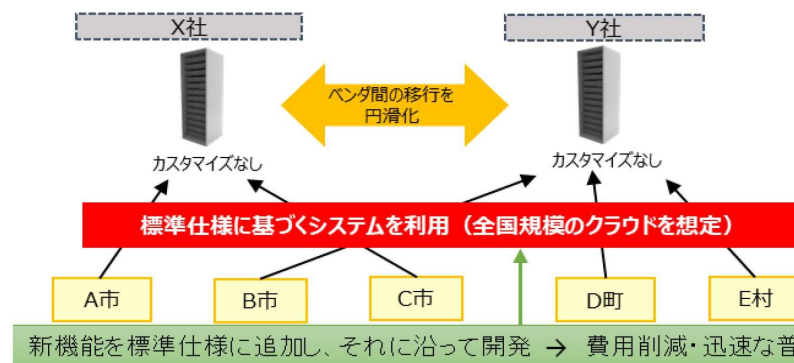 X社
Y社
ベンダ間の移行を
円滑化
カスタマイズなし
カスタマイズなし
標準仕様に基づくシステムを利用（全国規模のクラウドを想定）
A市
B市
C市
D町
E村
新機能を標準仕様に追加し、それに沿って開発 → 費用削減・迅速な普